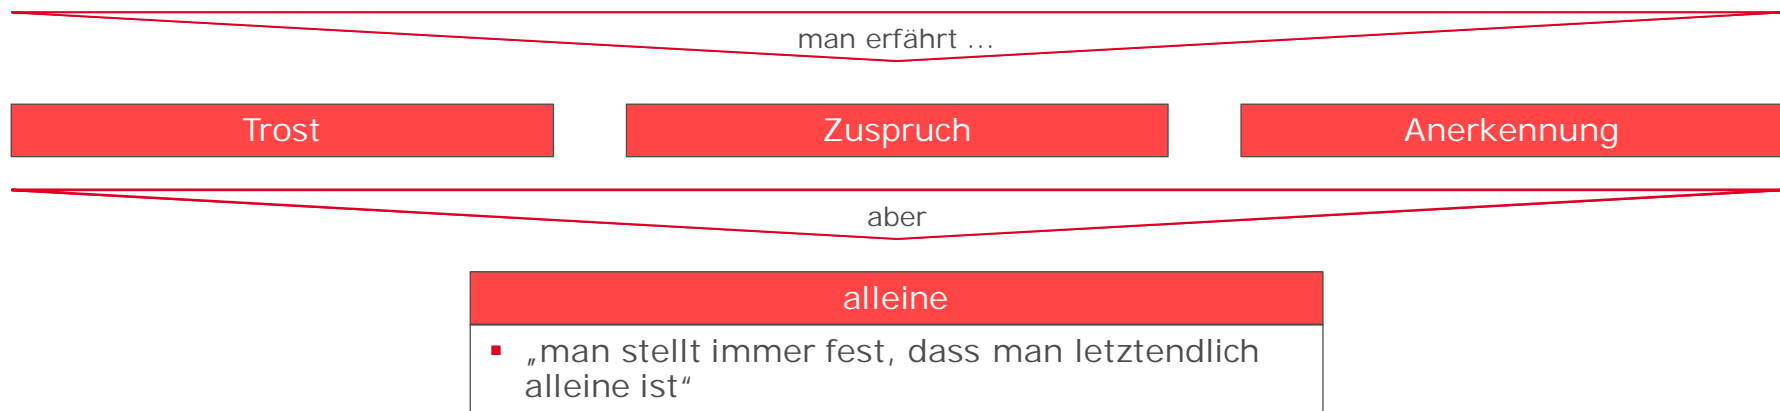 man erfährt ...
Trost Zuspruch Anerkennung
aber
alleine
▪ „man stellt immer fest, dass man letztendlich
alleine ist“